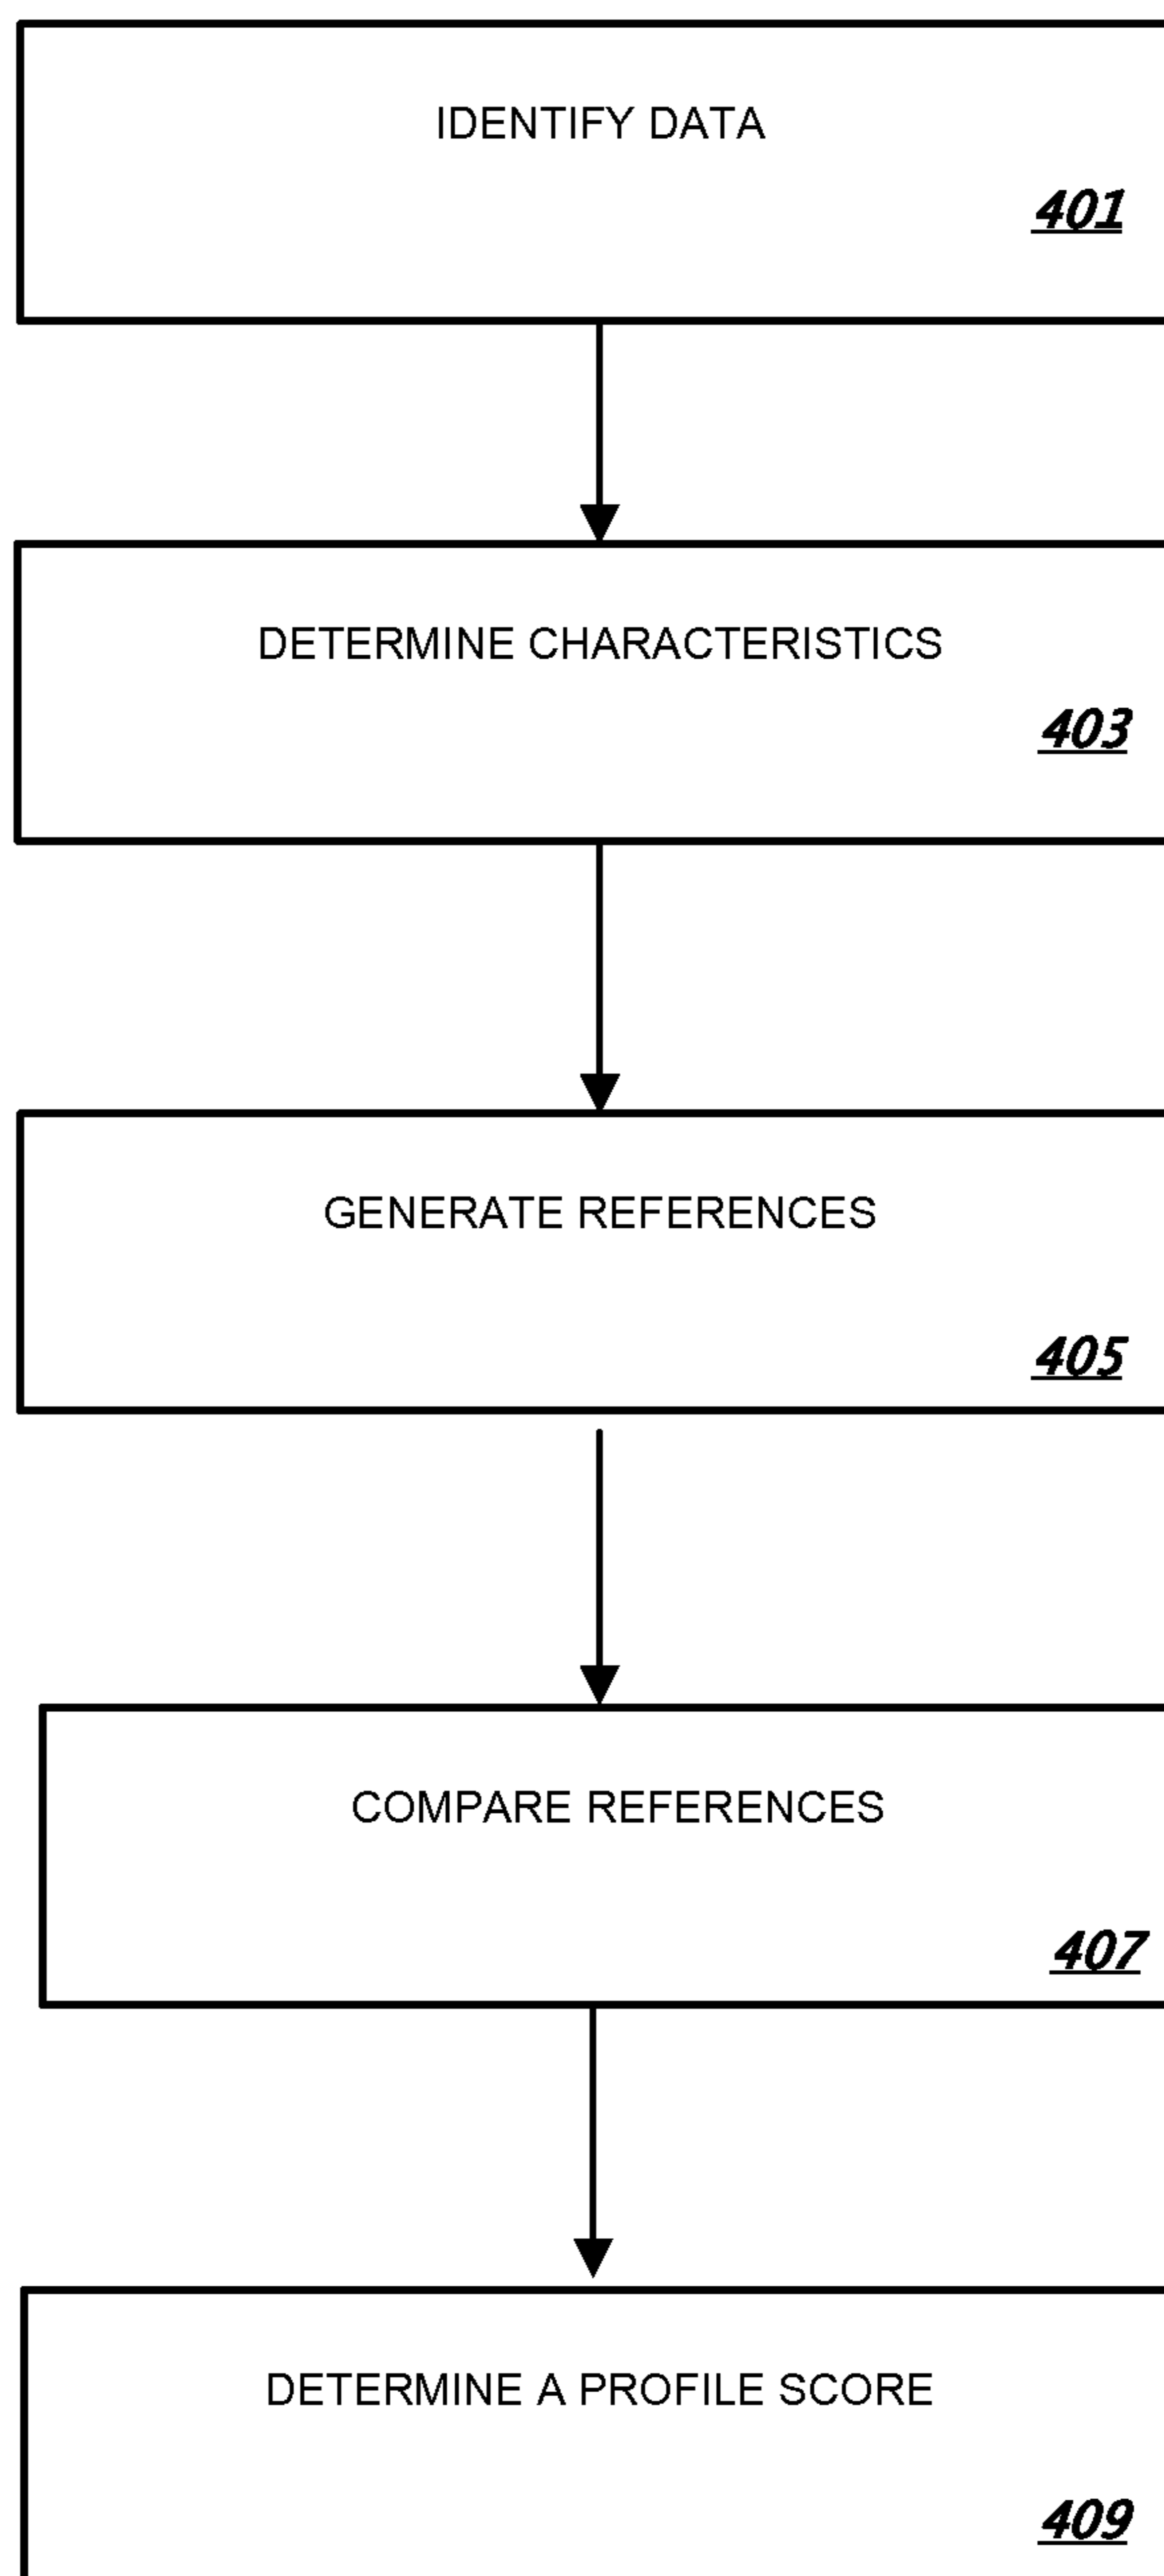 IDENTIFY DATA
401
DETERMINE CHARACTERISTICS
403
GENERATE REFERENCES
405
COMPARE REFERENCES
407
DETERMINE A PROFILE SCORE
409